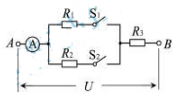 R₁ S₁
A A R₃ B
R₂ S₂
U